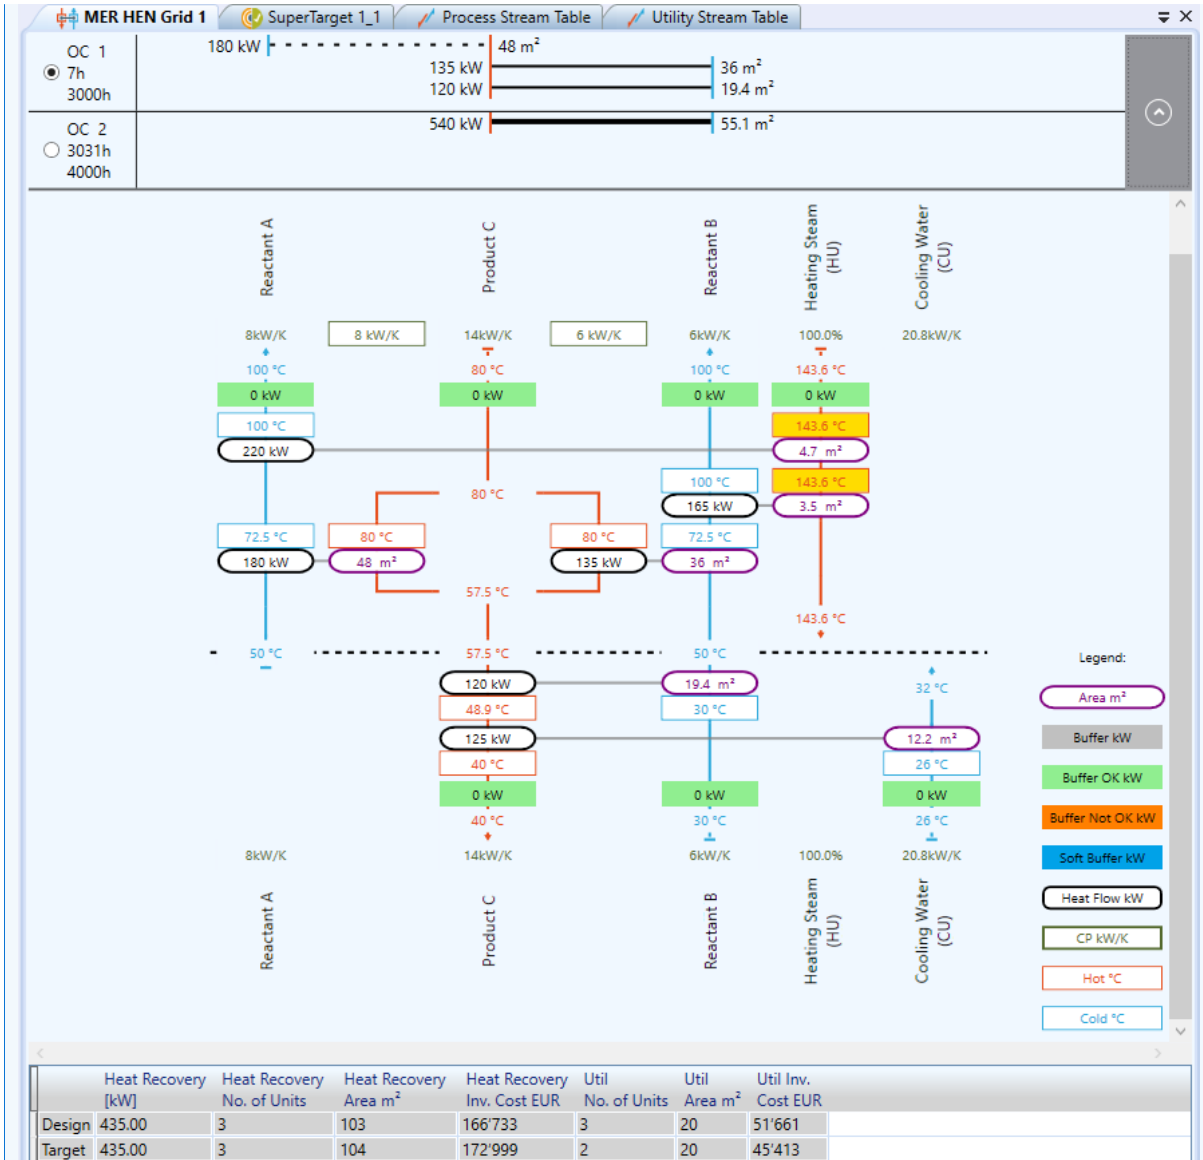 MER HEN Grid 1 SuperTarget 1_1 Process Stream Table Utility Stream Table
OC 1
7h
3000h
180 kW 48 m²
135 kW 36 m²
120 kW 19.4 m²
OC 2
3031h
4000h
540 kW 55.1 m²
Reactant A
Product C
Reactant B
Heating Steam
(HU)
Cooling Water
(CU)
8kW/K 8 kW/K 14kW/K 6 kW/K 6kW/K 100.0% 20.8kW/K
100 °C 80 °C 100 °C 143.6 °C
0 kW 0 kW 0 kW 0 kW
100 °C 143.6 °C
220 kW 4.7 m²
100 °C 143.6 °C
80 °C
165 kW 3.5 m²
72.5 °C 80 °C 80 °C 72.5 °C
180 kW 48 m² 135 kW 36 m²
57.5 °C
143.6 °C
50 °C 57.5 °C 50 °C
120 kW 19.4 m² 32 °C
48.9 °C 30 °C
125 kW 12.2 m²
40 °C 26 °C
0 kW 0 kW 0 kW
40 °C 30 °C 26 °C
8kW/K 14kW/K 6kW/K 100.0% 20.8kW/K
Reactant A
Product C
Reactant B
Heating Steam
(HU)
Cooling Water
(CU)
Legend:
Area m²
Buffer kW
Buffer OK kW
Buffer Not OK kW
Soft Buffer kW
Heat Flow kW
CP kW/K
Hot °C
Cold °C
Heat Recovery Heat Recovery Heat Recovery Heat Recovery Util Util Util Inv.
[kW] No. of Units Area m² Inv. Cost EUR No. of Units Area m² Cost EUR
Design 435.00 3 103 166'733 3 20 51'661
Target 435.00 3 104 172'999 2 20 45'413